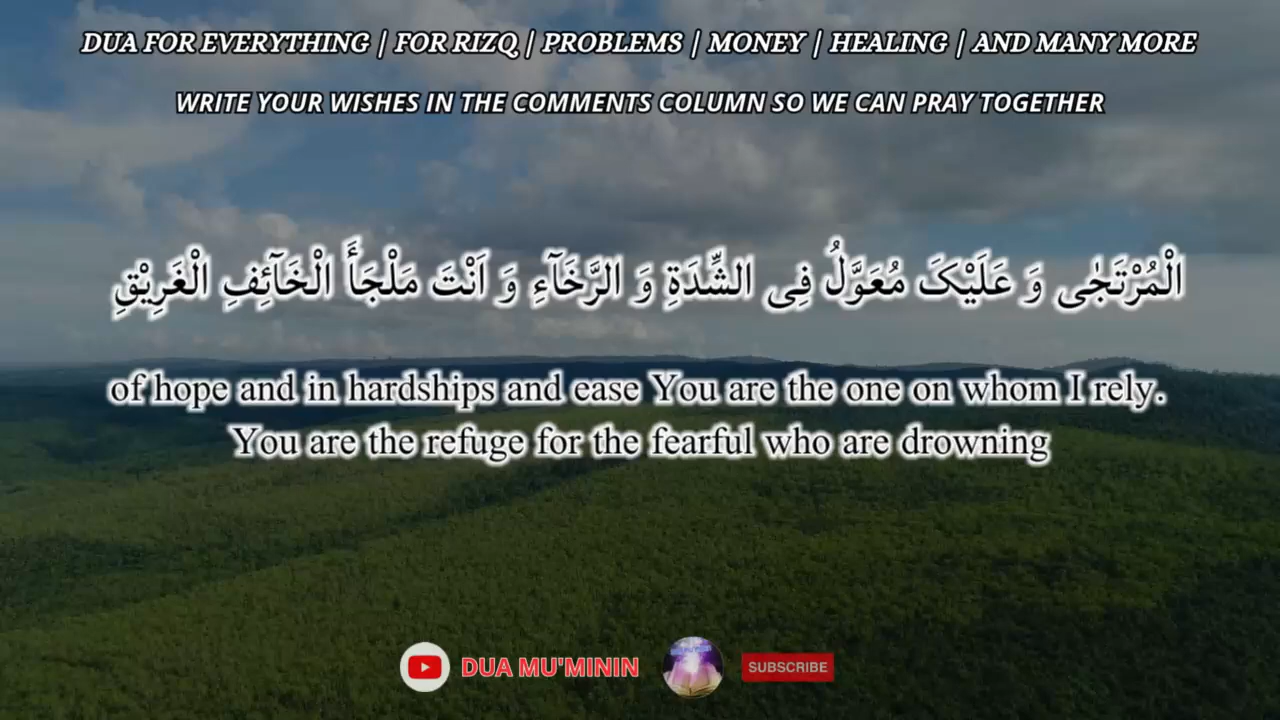 DUA FOR EVERYTHING | FOR RIZQ | PROBLEMS | MONEY | HEALING | AND MANY MORE
WRITE YOUR WISHES IN THE COMMENTS COLUMN SO WE CAN PRAY TOGETHER
الْمُرْتَجٰى وَ عَلَيْکَ مُعَوَّلُ فِى الشِّدَةِ وَ الرَّخَآءِ وَ اَنْتَ مَلْجَأَ الْخَآئِفِ الْغَرِيْقِ
of hope and in hardships and ease You are the one on whom I rely.
You are the refuge for the fearful who are drowning
DUA MU'MININ
SUBSCRIBE